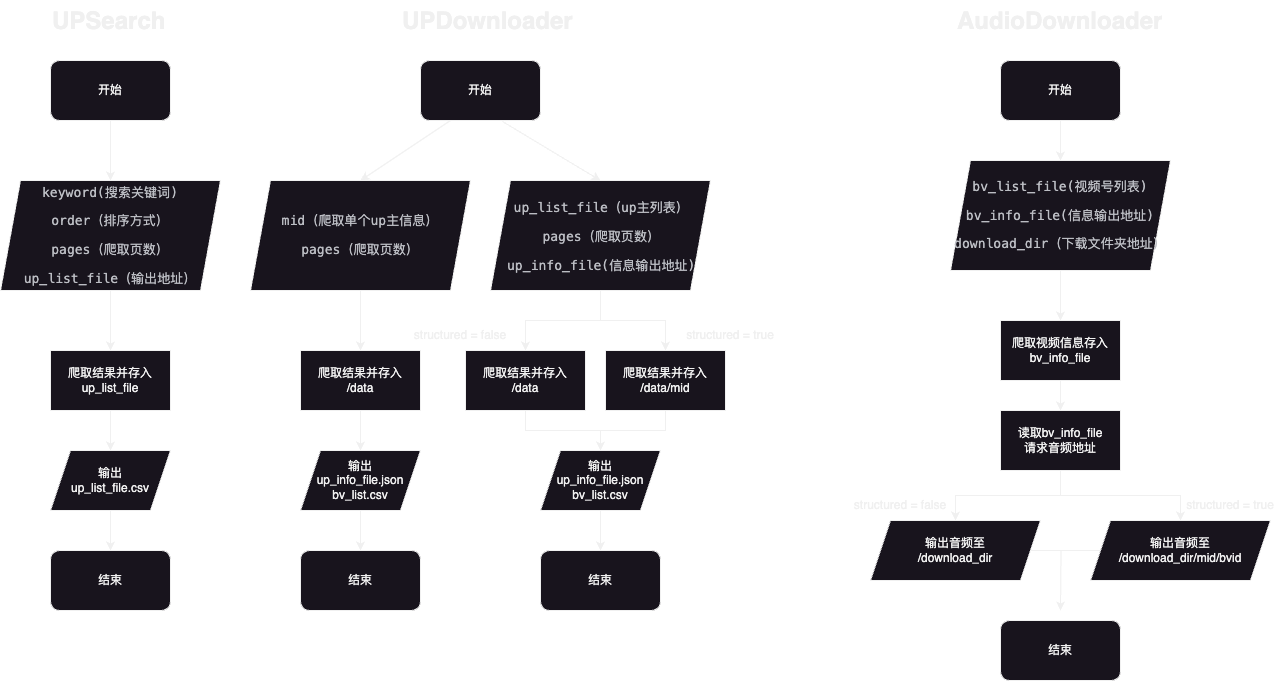 UPSearch
开始
keyword(搜索关键词)
order (排序方式)
pages (爬取页数)
up_list_file (输出地址)
爬取结果并存入
up_list_file
输出
up_list_file.csv
结束
UPDownloader
开始
mid (爬取单个up主信息)
pages (爬取页数)
爬取结果并存入
/data
输出
up_info_file.json
bv_list.csv
结束
up_list_file (up主列表)
pages (爬取页数)
up_info_file(信息输出地址)
structured = false
structured = true
爬取结果并存入
/data
爬取结果并存入
/data/mid
输出
up_info_file.json
bv_list.csv
结束
AudioDownloader
开始
bv_list_file(视频号列表)
bv_info_file(信息输出地址)
download_dir (下载文件夹地址)
爬取视频信息存入
bv_info_file
读取bv_info_file
请求音频地址
structured = false
structured = true
输出音频至
/download_dir
输出音频至
/download_dir/mid/bvid
结束